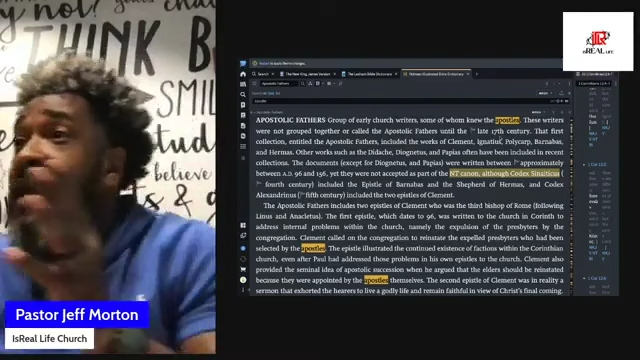 THINK B
SMIL
Pastor Jeff Morton
IsReal Life Church
iSREAL LIFE
Apostolic Fathers
APOSTOLIC FATHERS Group of early church writers, some of whom knew the apostles. These writers
were not grouped together or called the Apostolic Fathers until the late 17th century. That first
collection, entitled Apostolic Fathers, included the works of Clement, Ignatius, Polycarp, Barnabas,
and Hermas. Other works such as the Didache, Diognetus, and Papias often have been included in recent
collections. The documents (except for Diognetus, and Papias) were written between approximately
between A.D. 96 and 156, yet they were not accepted as part of the NT canon, although Codex Sinaiticus (
fourth century) included the Epistle of Barnabas and the Shepherd of Hermas, and Codex
Alexandrinus (fifth century) included the two epistles of Clement.
The Apostolic Fathers includes two epistles of Clement who was the third bishop of Rome (following
Linus and Anacletus). The first epistle, which dates to 96, was written to the church in Corinth to
address internal problems within the church, namely the expulsion of the presbyters by the
congregation. Clement called on the congregation to reinstate the expelled presbyters who had been
selected by the apostles. The epistle illustrated the continued existence of factions within the Corinthian
church, even after Paul had addressed those problems in his own epistles to the church. Clement also
provided the seminal idea of apostolic succession when he argued that the elders should be reinstated
because they were appointed by the apostles themselves. The second epistle of Clement was in reality a
sermon that exhorted the hearers to live a godly life and remain faithful in view of Christ's final coming.